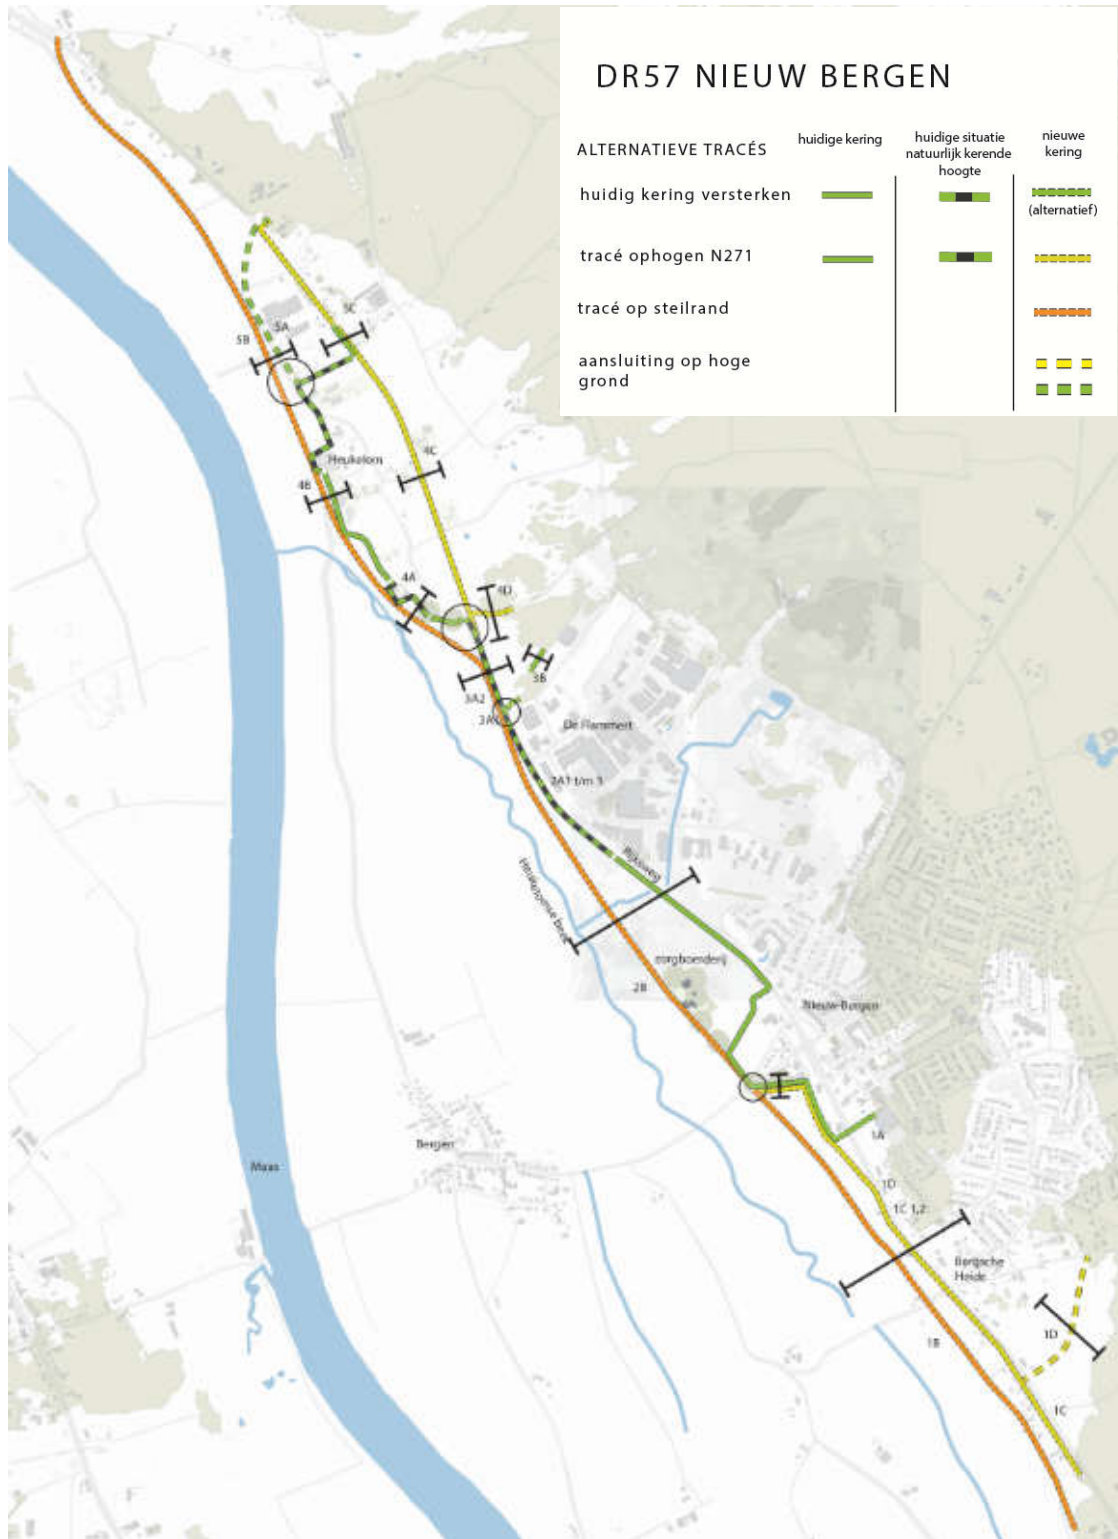 DR57 NIEUW BERGEN
ALTERNATIEVE TRACÉS
huidige kering
huidige situatie
natuurlijk kerende
hoogte
nieuwe
kering
huidig kering versterken
(alternatief)
tracé ophogen N271
tracé op steilrand
aansluiting op hoge
grond
5C
5A
5B
4C
Heukelom
4B
4A
4D
3B
3A2
De Flammert
2A1 t/m 3
Rijksweg
Heukelomse beek
zorgboerderij
2B
Nieuw-Bergen
1A
Bergen
Maas
1D
1C 1,2
Bergsche
Heide
1D
1B
1C